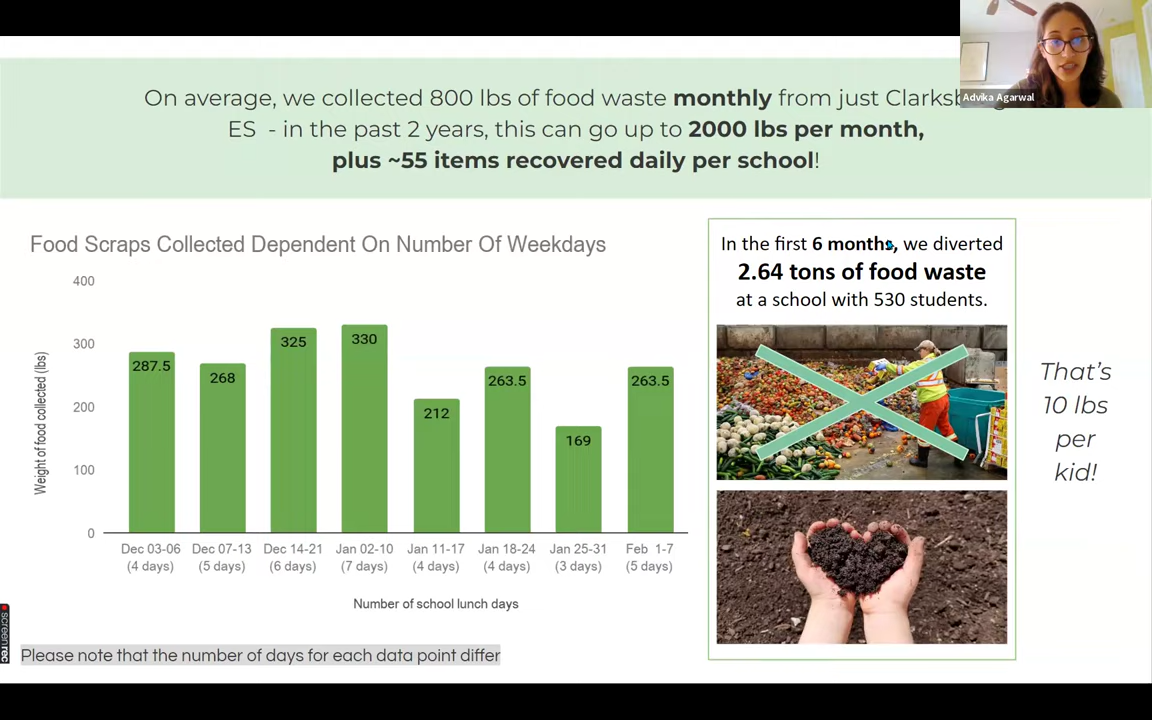 On average, we collected 800 lbs of food waste monthly from just
ES - in the past 2 years, this can go up to 2000 lbs per month,
plus ~55 items recovered daily per school!
Advika Agarwal
Food Scraps Collected Dependent On Number Of Weekdays
Weight of food collected (lbs)
400
300
200
100
0
287.5
268
325
330
212
263.5
169
263.5
Dec 03-06 Dec 07-13 Dec 14-21 Jan 02-10 Jan 11-17 Jan 18-24 Jan 25-31 Feb 1-7
(4 days) (5 days) (6 days) (7 days) (4 days) (4 days) (3 days) (5 days)
Number of school lunch days
Please note that the number of days for each data point differ
In the first 6 months, we diverted
2.64 tons of food waste
at a school with 530 students.
That's
10 lbs
per
kid!
screenrec